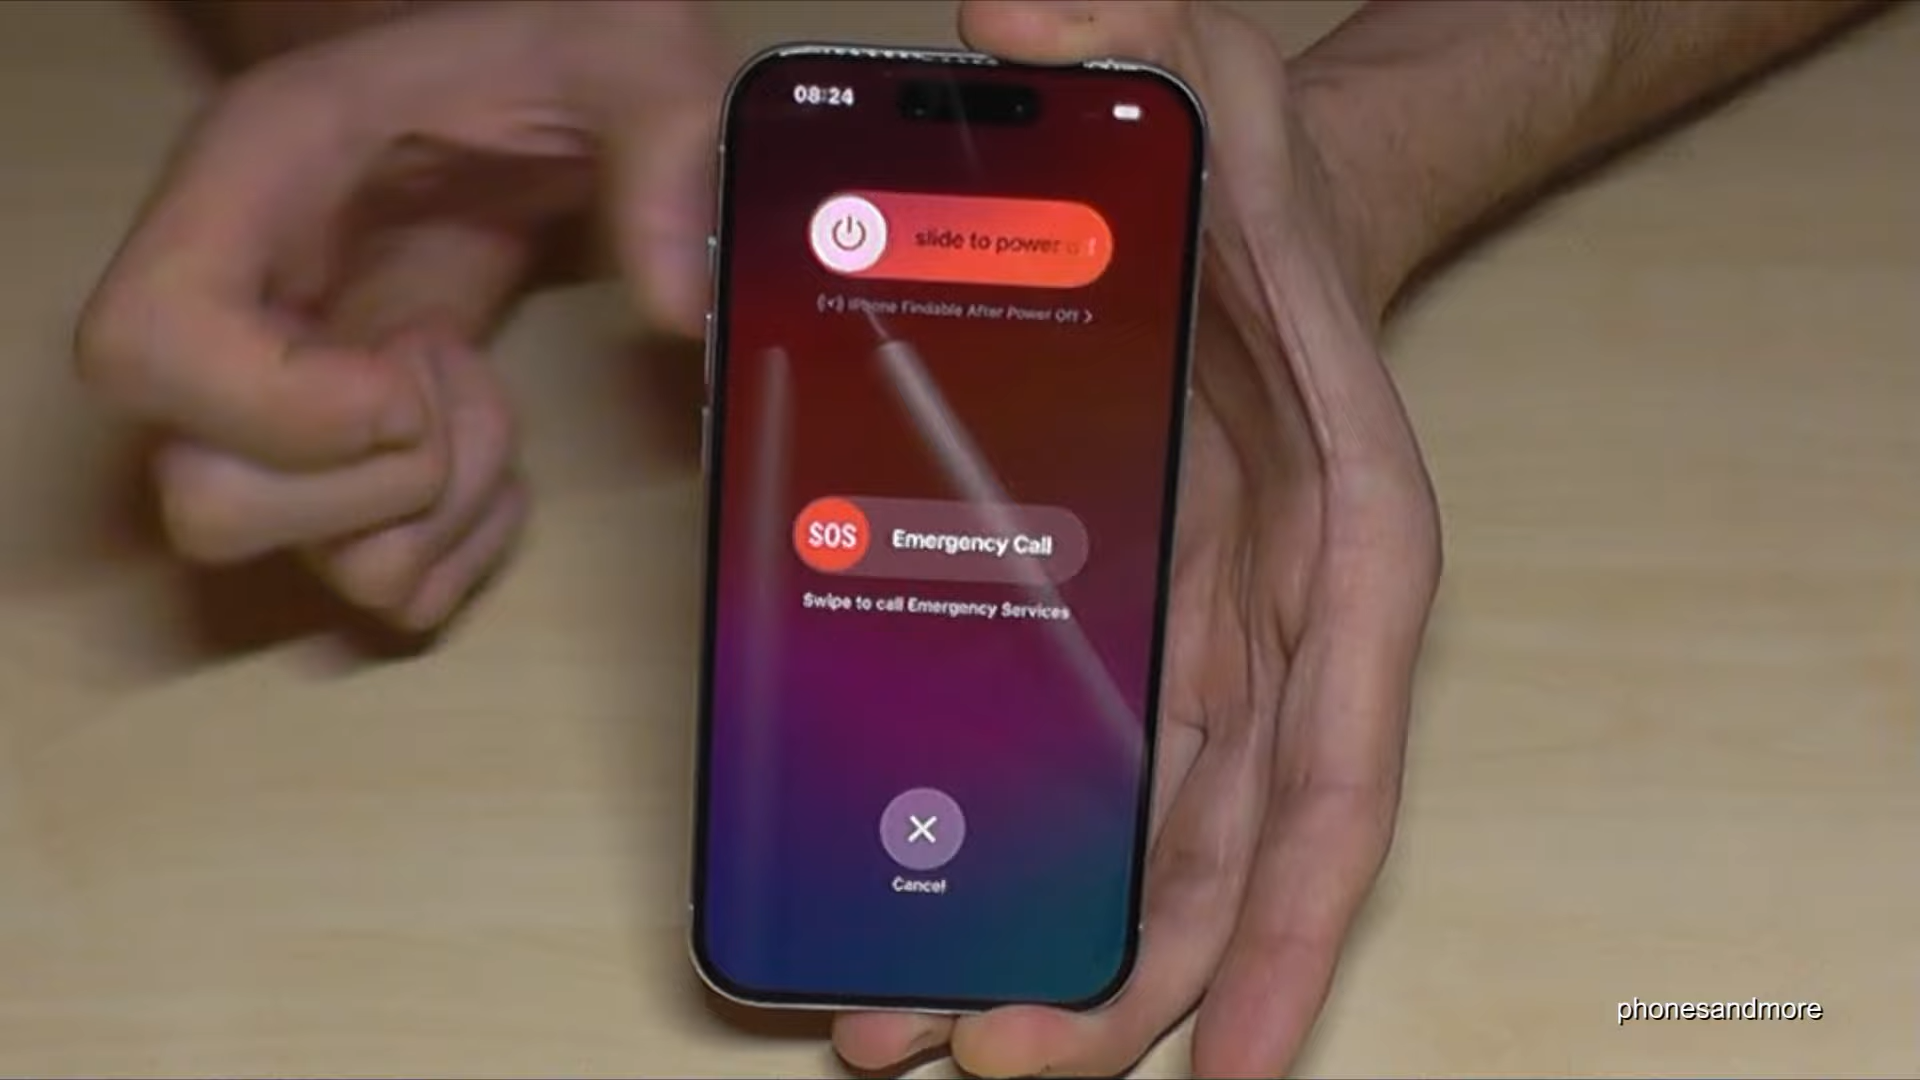 08:24
slide to power
iPhone Findable After Power Off
SOS Emergency Call
Swipe to call Emergency Services
Cancel
phonesandmore